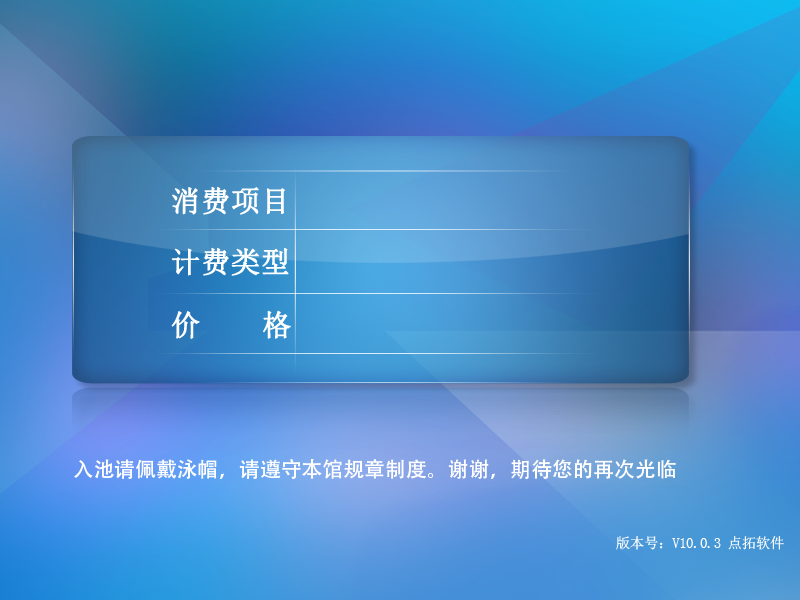 消费项目
计费类型
价 格
入池请佩戴泳帽，请遵守本馆规章制度。谢谢，期待您的再次光临
版本号：V10.0.3 点拓软件